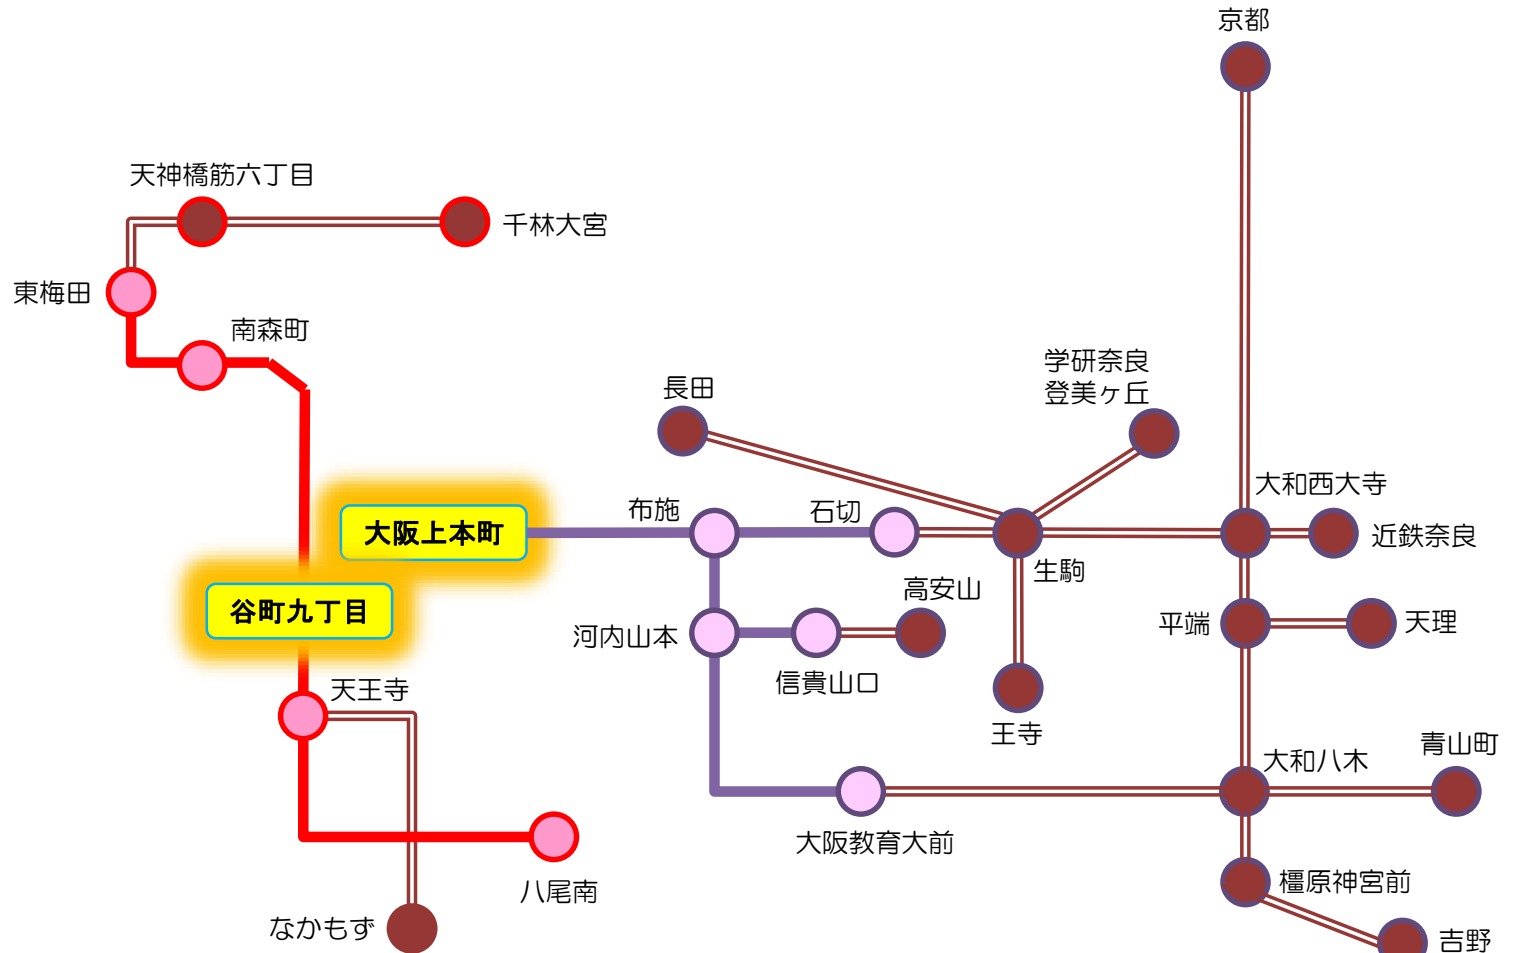 京都
天神橋筋六丁目
千林大宮
東梅田
南森町
学研奈良
登美ヶ丘
長田
大和西大寺
布施
石切
大阪上本町
近鉄奈良
生駒
高安山
谷町九丁目
平端
天理
河内山本
信貴山口
天王寺
王寺
青山町
大和八木
大阪教育大前
八尾南
橿原神宮前
なかもず
吉野